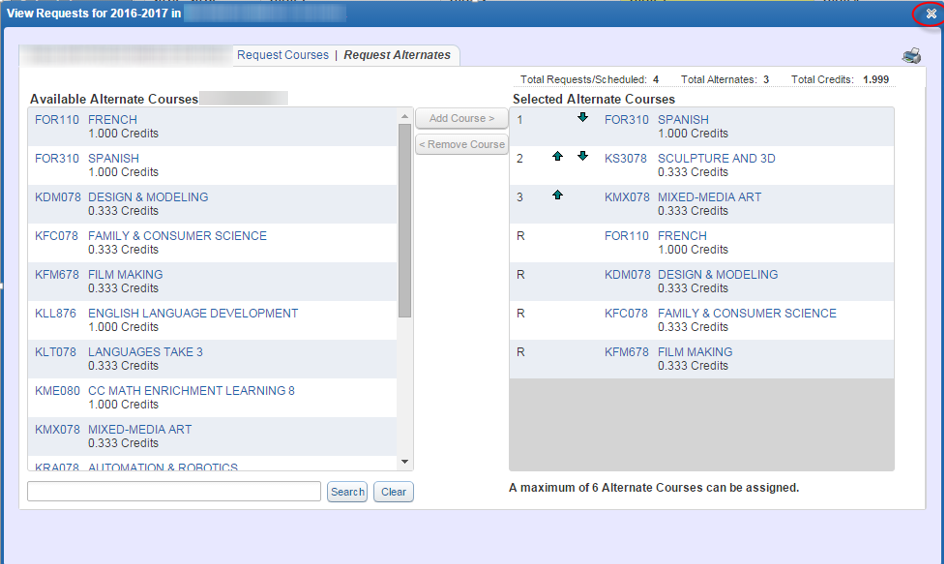 View Requests for 2016-2017 in
Request Courses | Request Alternates
Total Requests/Scheduled: 4 Total Alternates: 3 Total Credits: 1.999
Available Alternate Courses
FOR110 FRENCH
1.000 Credits
FOR310 SPANISH
1.000 Credits
KDM078 DESIGN & MODELING
0.333 Credits
KFC078 FAMILY & CONSUMER SCIENCE
0.333 Credits
KFM678 FILM MAKING
0.333 Credits
KLL876 ENGLISH LANGUAGE DEVELOPMENT
1.000 Credits
KLT078 LANGUAGES TAKE 3
0.333 Credits
KME080 CC MATH ENRICHMENT LEARNING 8
1.000 Credits
KMX078 MIXED-MEDIA ART
0.333 Credits
KRA078 AUTOMATION & ROBOTICS
Search Clear
Add Course >
< Remove Course
Selected Alternate Courses
1 FOR310 SPANISH
1.000 Credits
2 KS3078 SCULPTURE AND 3D
0.333 Credits
3 KMX078 MIXED-MEDIA ART
0.333 Credits
R FOR110 FRENCH
1.000 Credits
R KDM078 DESIGN & MODELING
0.333 Credits
R KFC078 FAMILY & CONSUMER SCIENCE
0.333 Credits
R KFM678 FILM MAKING
0.333 Credits
A maximum of 6 Alternate Courses can be assigned.